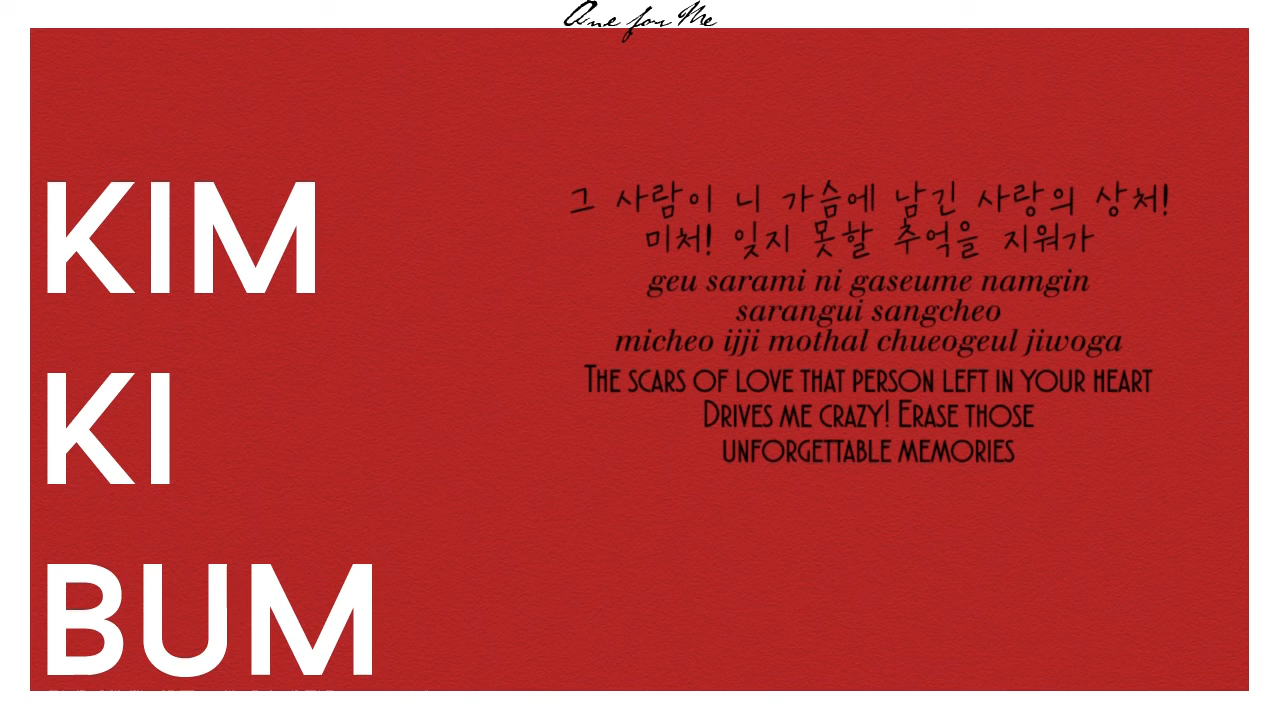 One for Me
KIM
KI
BUM
그 사람이 니 가슴에 남긴 사랑의 상처!
미처! 잊지 못할 추억을 지워가
geu sarami ni gaseume namgin
sarangui sangcheo
micheo ijji mothal chueogeul jiwoga
THE SCARS OF LOVE THAT PERSON LEFT IN YOUR HEART
DRIVES ME CRAZY! ERASE THOSE
UNFORGETTABLE MEMORIES